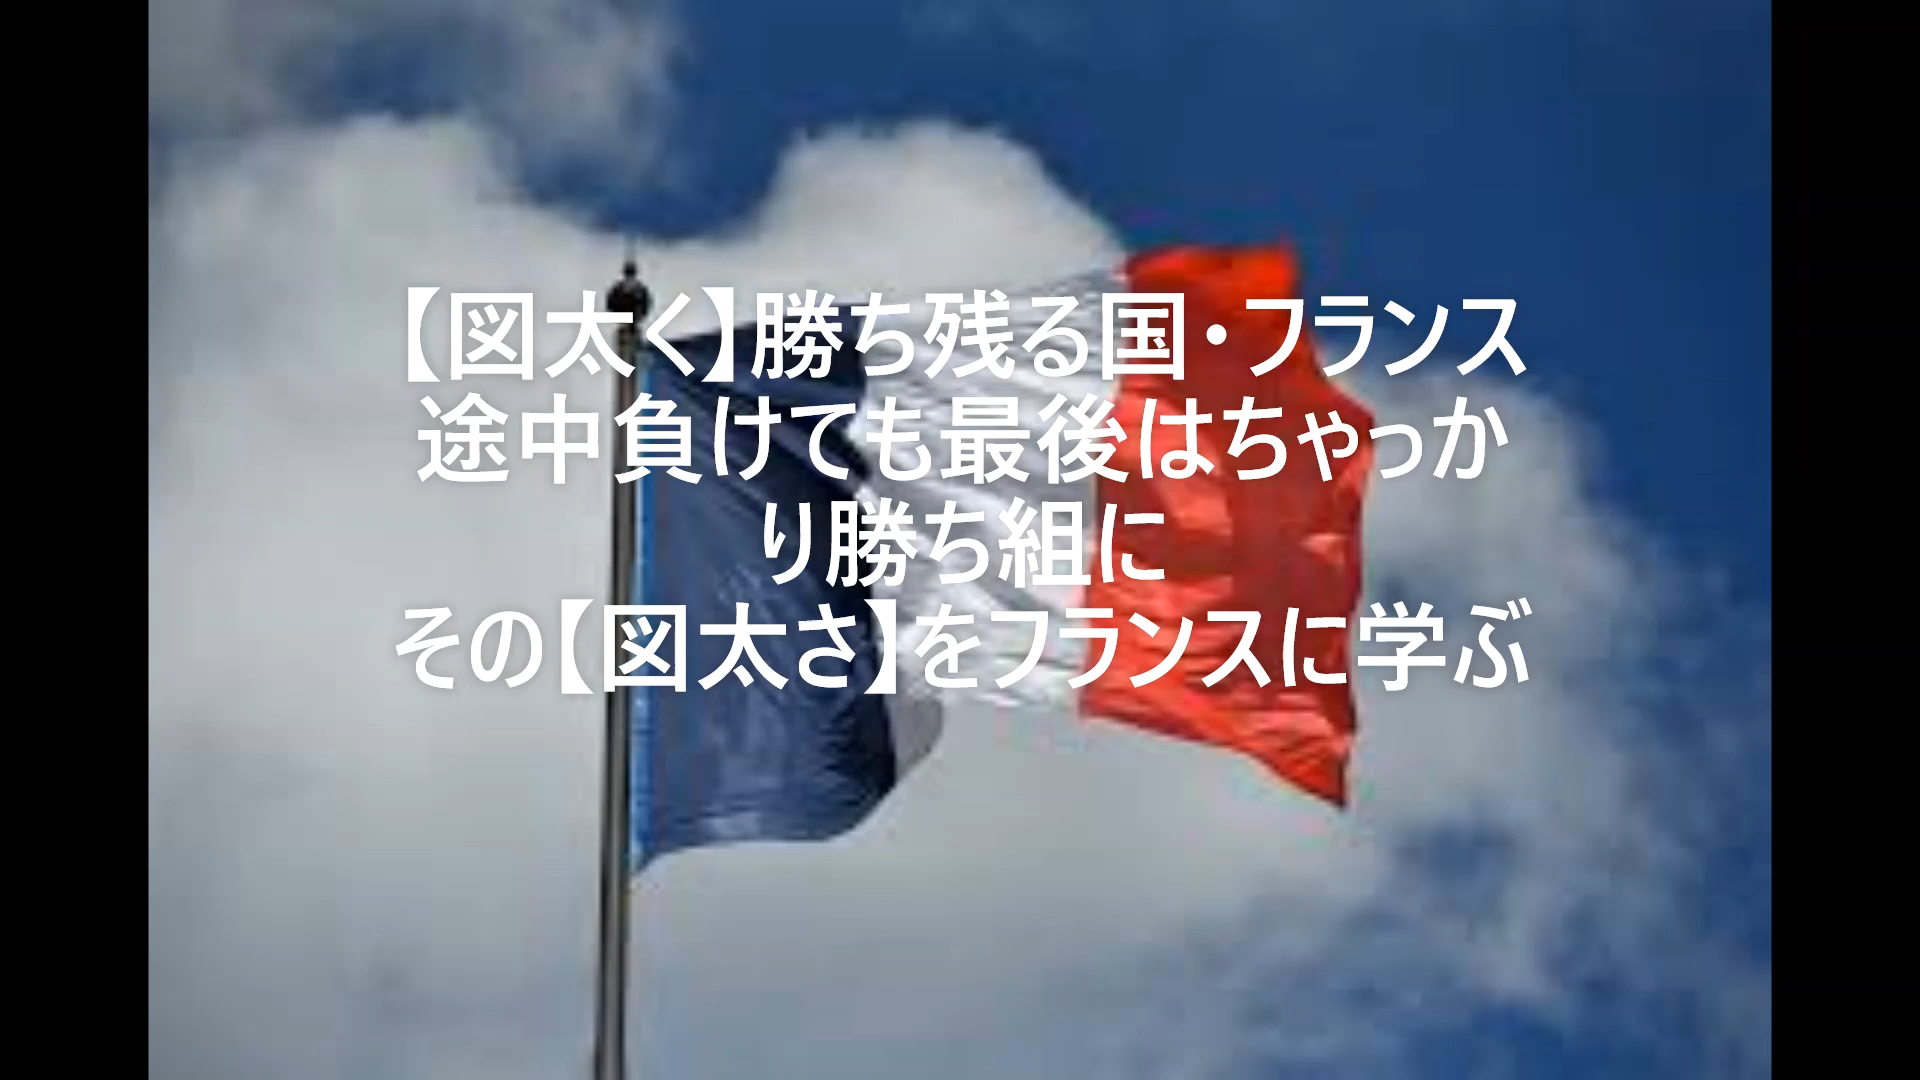 【図太く】勝ち残る国・フランス
途中負けても最後はちゃっか
り勝ち組に
その【図太さ】をフランスに学ぶ